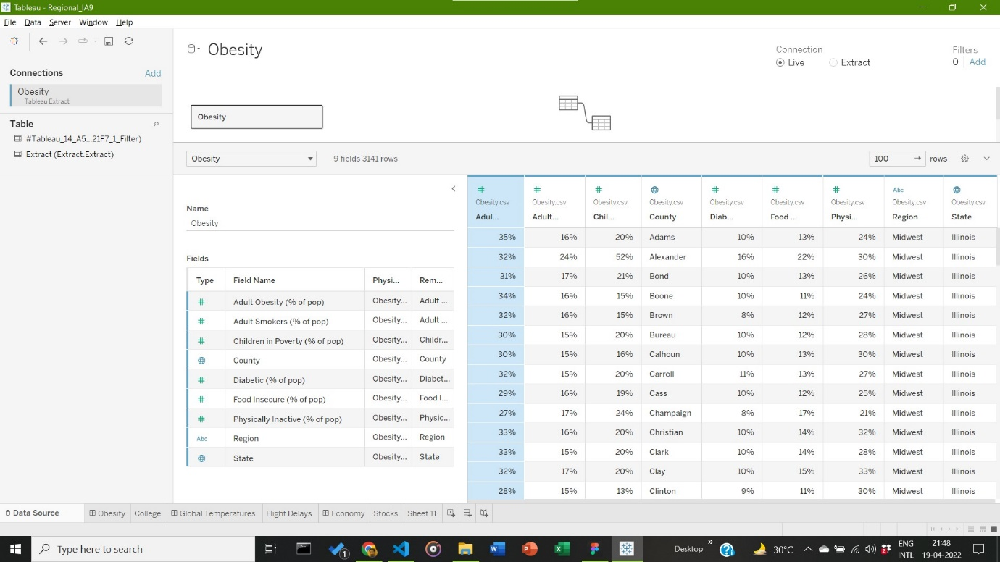 Tableau - Regional_IA9
File Data Server Window Help
Connections Add
Obesity
Tableau Extract
Table
#Tableau_14_A5...21F7_1_Filter)
Extract (Extract.Extract)
Obesity
Connection
Live Extract
Filters
0 Add
Obesity
Obesity 9 fields 3141 rows 100 → rows
Name
Obesity
Fields
Type Field Name Physi... Rem...
# Adult Obesity (% of pop) Obesity... Adult ...
# Adult Smokers (% of pop) Obesity... Adult ...
# Children in Poverty (% of pop) Obesity... Childr...
County Obesity... County
# Diabetic (% of pop) Obesity... Diabet...
# Food Insecure (% of pop) Obesity... Food I...
# Physically Inactive (% of pop) Obesity... Physic...
Abc Region Obesity... Region
State Obesity... State
# # # # # # Abc
Obesity.csv Obesity.csv Obesity.csv Obesity.csv Obesity.csv Obesity.csv Obesity.csv Obesity.csv Obesity.csv
Adul... Adult... Chil... County Diab... Food ... Physi... Region State
35% 16% 20% Adams 10% 13% 24% Midwest Illinois
32% 24% 52% Alexander 16% 22% 30% Midwest Illinois
31% 17% 21% Bond 10% 13% 26% Midwest Illinois
34% 16% 15% Boone 10% 11% 24% Midwest Illinois
32% 16% 15% Brown 8% 12% 27% Midwest Illinois
30% 15% 20% Bureau 10% 12% 28% Midwest Illinois
30% 15% 16% Calhoun 10% 13% 30% Midwest Illinois
32% 15% 20% Carroll 11% 13% 27% Midwest Illinois
29% 16% 19% Cass 10% 12% 25% Midwest Illinois
27% 17% 24% Champaign 8% 17% 21% Midwest Illinois
33% 16% 20% Christian 10% 14% 32% Midwest Illinois
33% 15% 20% Clark 10% 14% 28% Midwest Illinois
32% 17% 20% Clay 10% 15% 33% Midwest Illinois
28% 15% 13% Clinton 9% 11% 30% Midwest Illinois
Data Source Obesity College Global Temperatures Flight Delays Economy Stocks Sheet 11
Type here to search 1 Desktop » 30°C ENG 21:48
INTL 19-04-2022